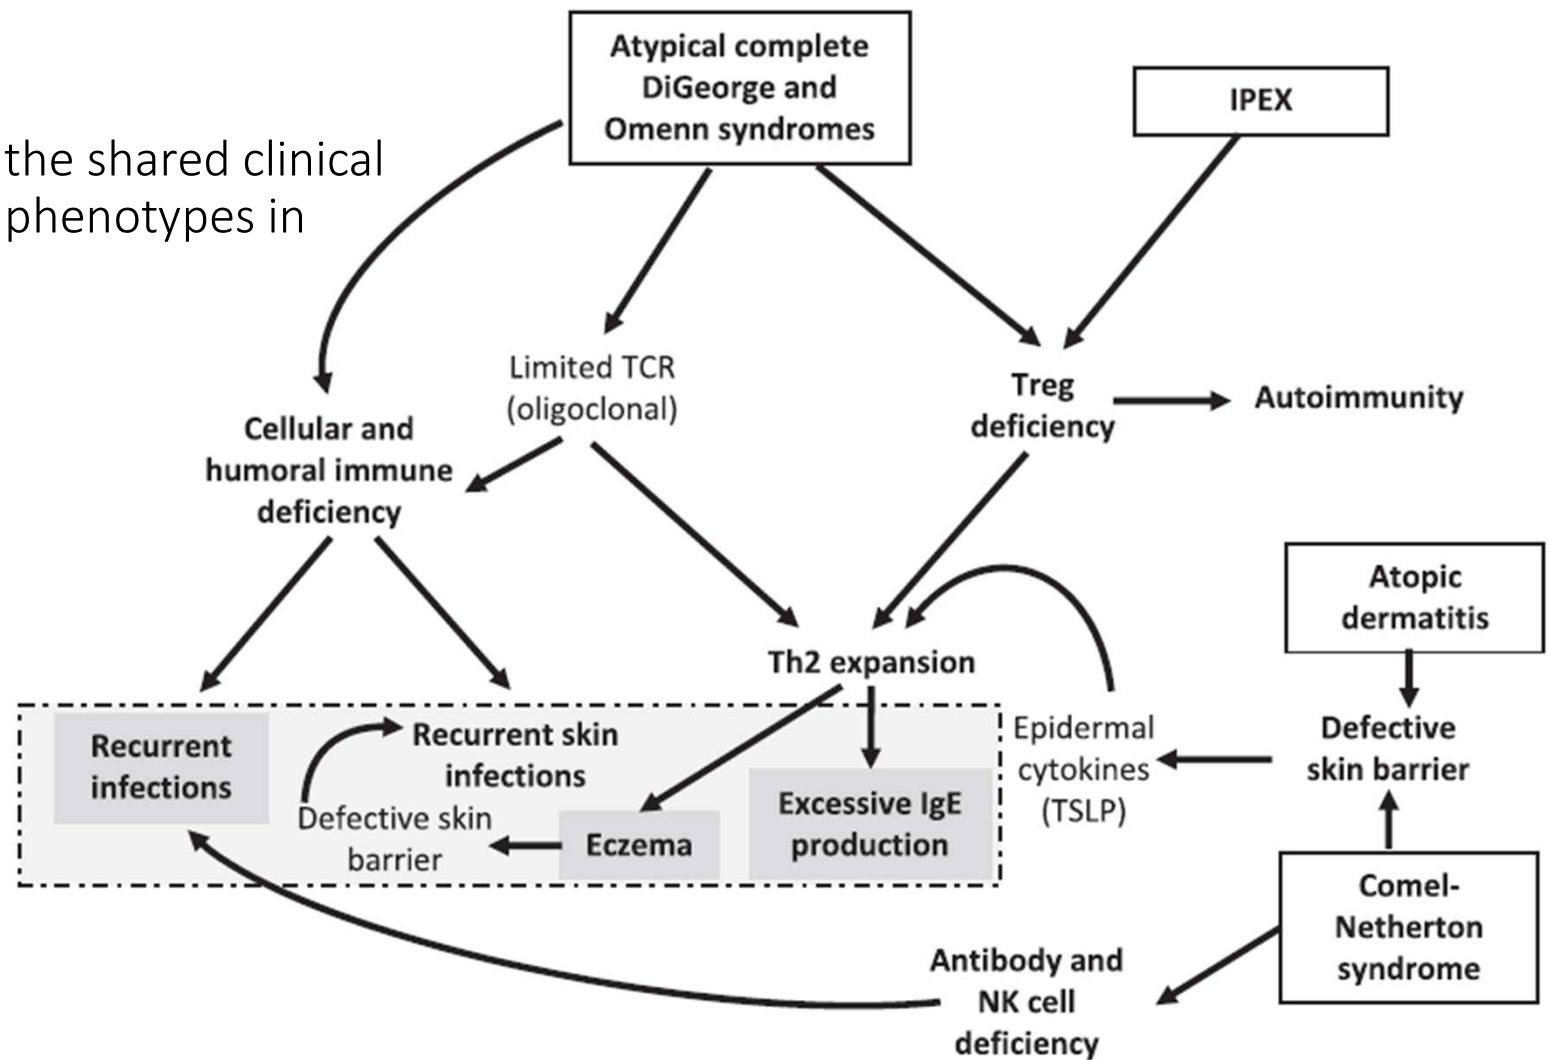 Atypical complete
DiGeorge and
Omenn syndromes
IPEX
the shared clinical
phenotypes in
Limited TCR
(oligoclonal)
Treg
deficiency
Autoimmunity
Cellular and
humoral immune
deficiency
Atopic
dermatitis
Th2 expansion
Recurrent
infections
Recurrent skin
infections
Defective skin
barrier
Eczema
Excessive IgE
production
Epidermal
cytokines
(TSLP)
Defective
skin barrier
Comel-
Netherton
syndrome
Antibody and
NK cell
deficiency